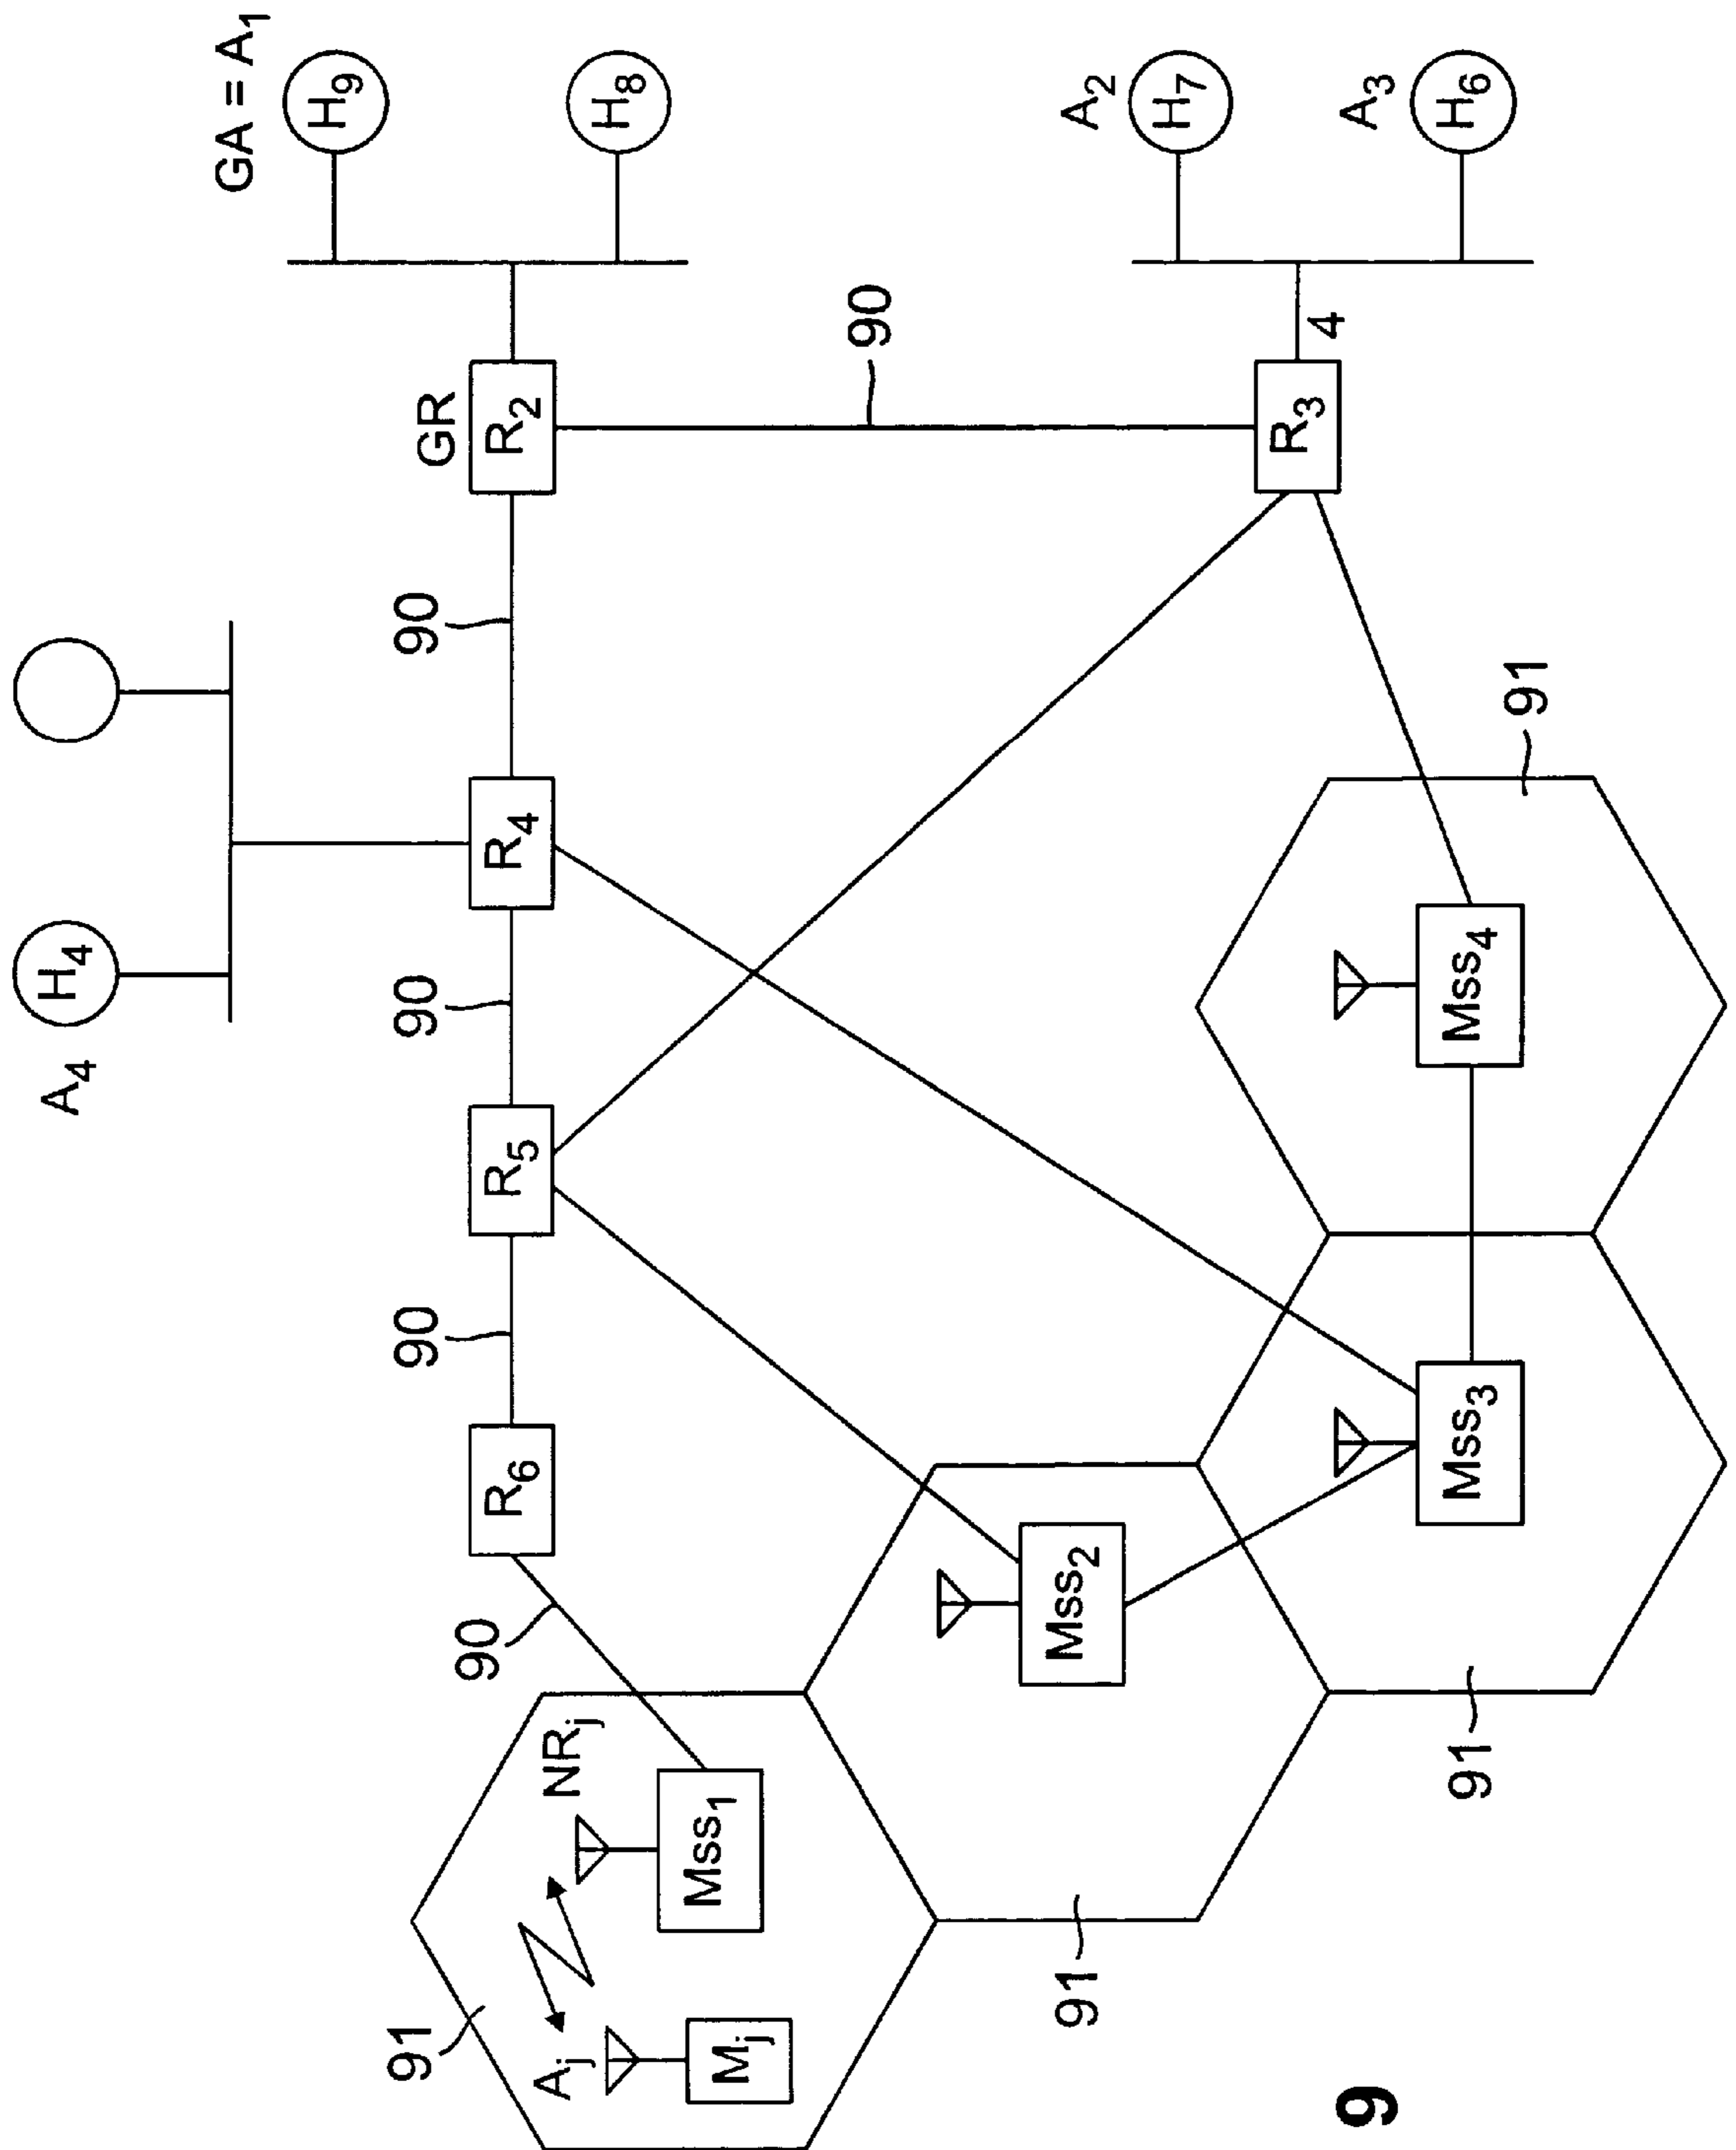 A₄
H₄
GA = A₁
H₉
91
90
90
90
GR
90
R₆
R₅
R₄
R₂
Aⱼ
NRⱼ
H₈
Mⱼ
Mss₁
90
91
Mss₂
A₂
H₇
R₃
4
A₃
9
91
Mss₃
Mss₄
H₆
91